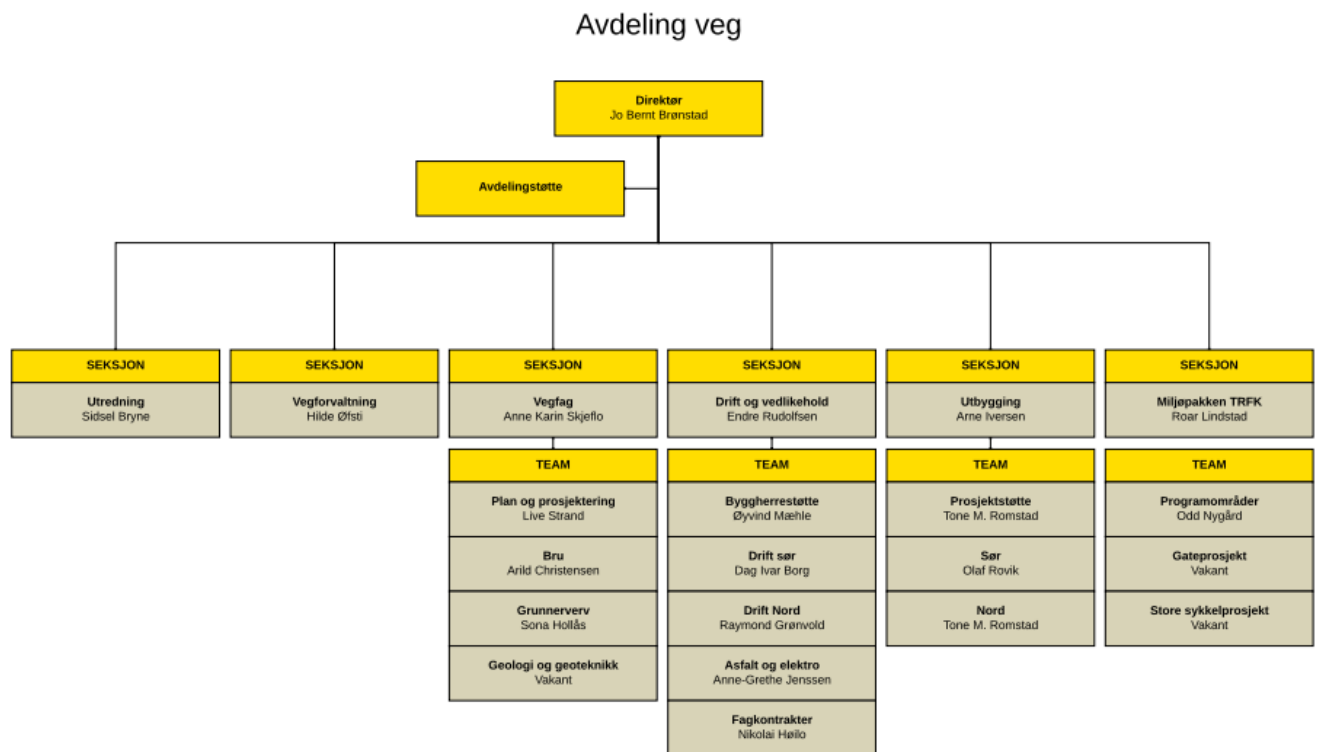 Avdeling veg
Direktør
Jo Bernt Brønstad
Avdelingstøtte
SEKSJON
Utredning
Sidsel Bryne
SEKSJON
Vegforvaltning
Hilde Øfsti
SEKSJON
Vegfag
Anne Karin Skjeflo
TEAM
Plan og prosjektering
Live Strand
Bru
Arild Christensen
Grunnerverv
Sona Hollås
Geologi og geoteknikk
Vakant
SEKSJON
Drift og vedlikehold
Endre Rudolfsen
TEAM
Byggherrestøtte
Øyvind Mæhle
Drift sør
Dag Ivar Borg
Drift Nord
Raymond Grønvold
Asfalt og elektro
Anne-Grethe Jenssen
Fagkontrakter
Nikolai Høilo
SEKSJON
Utbygging
Arne Iversen
TEAM
Prosjektstøtte
Tone M. Romstad
Sør
Olaf Rovik
Nord
Tone M. Romstad
SEKSJON
Miljøpakken TRFK
Roar Lindstad
TEAM
Programområder
Odd Nygård
Gateprosjekt
Vakant
Store sykkelprosjekt
Vakant